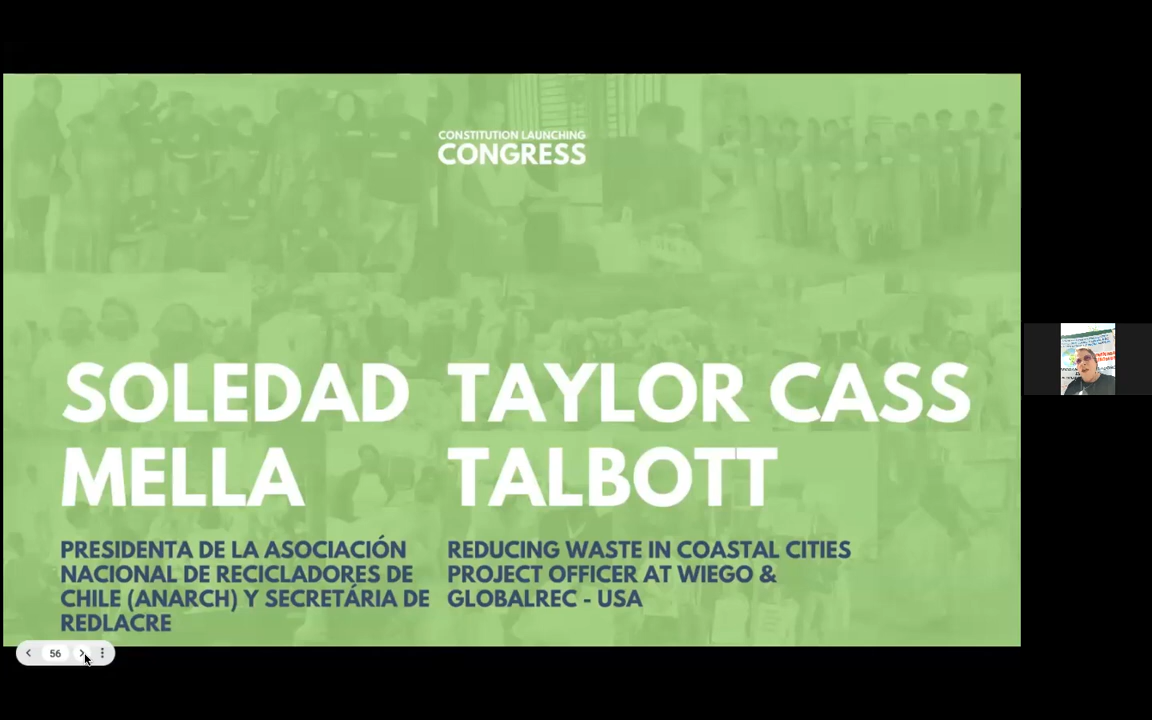 CONSTITUTION LAUNCHING
CONGRESS
SOLEDAD
MELLA
PRESIDENTA DE LA ASOCIACIÓN
NACIONAL DE RECICLADORES DE
CHILE (ANARCH) Y SECRETÁRIA DE
REDLACRE
TAYLOR CASS
TALBOTT
REDUCING WASTE IN COASTAL CITIES
PROJECT OFFICER AT WIEGO &
GLOBALREC - USA
56